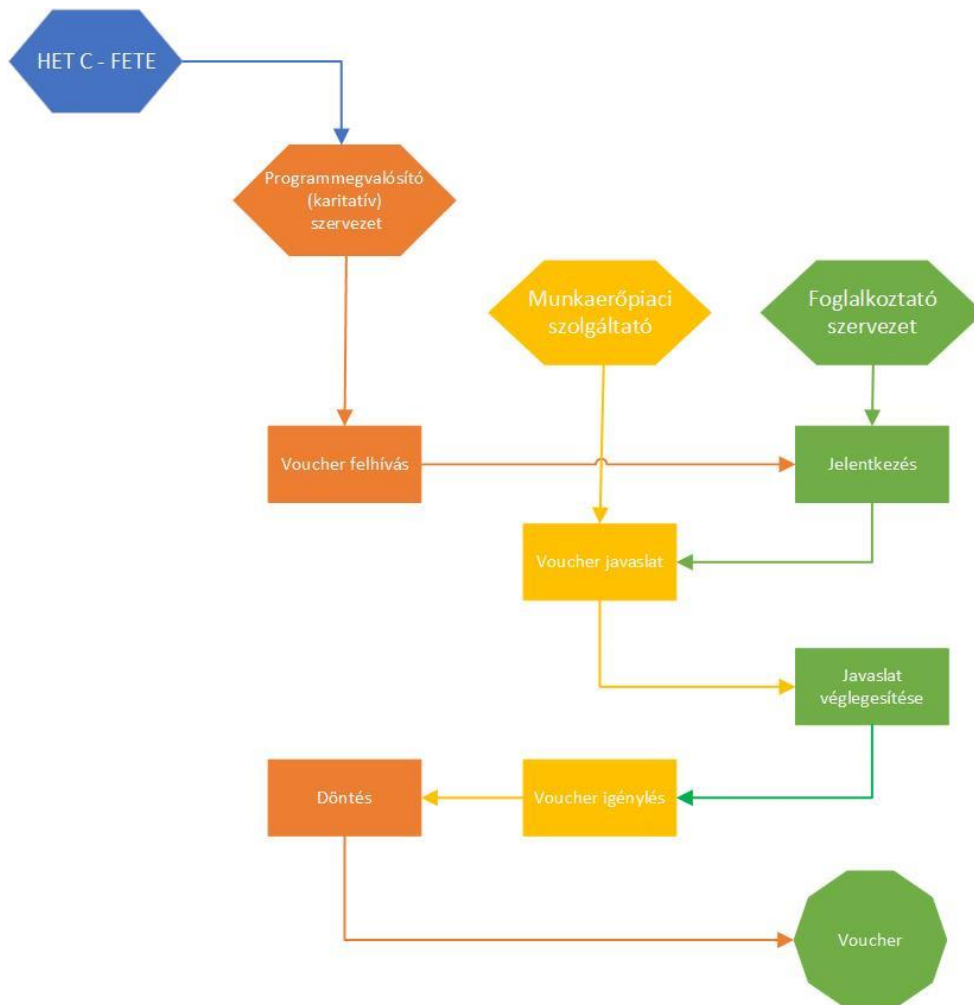 HET C - FETE
Programmegvalósító
(karitatív)
szervezet
Munkaerőpiaci
szolgáltató
Foglalkoztató
szervezet
Voucher felhívás
Jelentkezés
Voucher javaslat
Javaslat
véglegesítése
Döntés
Voucher igénylés
Voucher